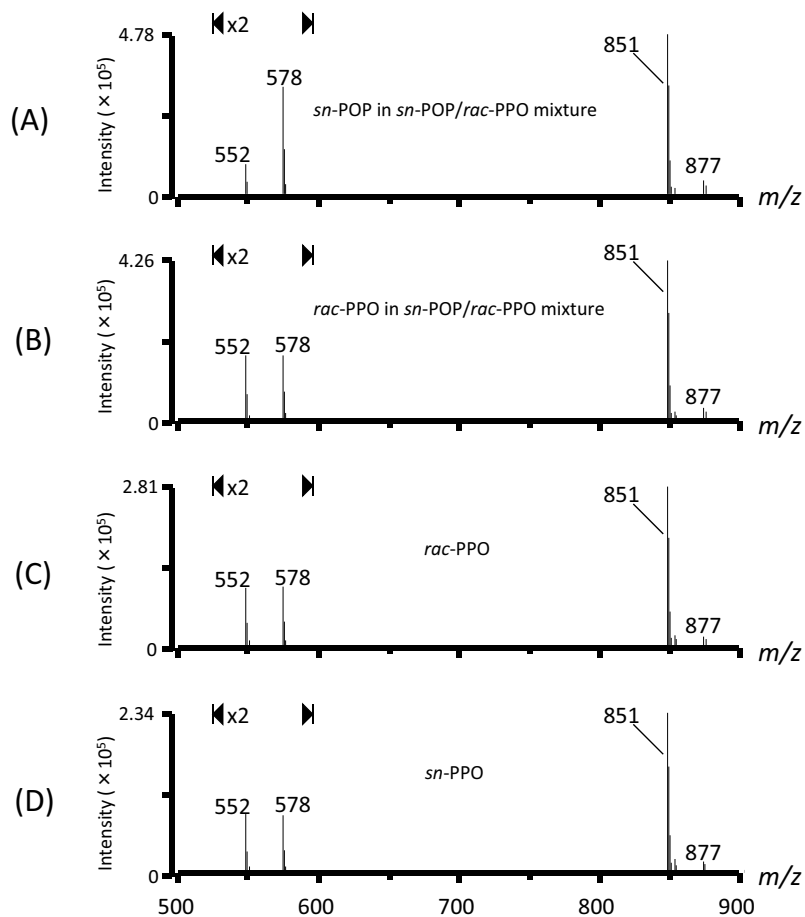 4.78
x2
851
578
(A)
Intensity (×10⁵)
sn-POP in sn-POP/rac-PPO mixture
552
877
0
m/z
4.26
x2
851
(B)
Intensity (×10⁵)
rac-PPO in sn-POP/rac-PPO mixture
552 578
877
0
m/z
2.81
x2
851
(C)
Intensity (×10⁵)
rac-PPO
552 578
877
0
m/z
2.34
x2
851
(D)
Intensity (×10⁵)
sn-PPO
552 578
877
0
m/z
500 600 700 800 900